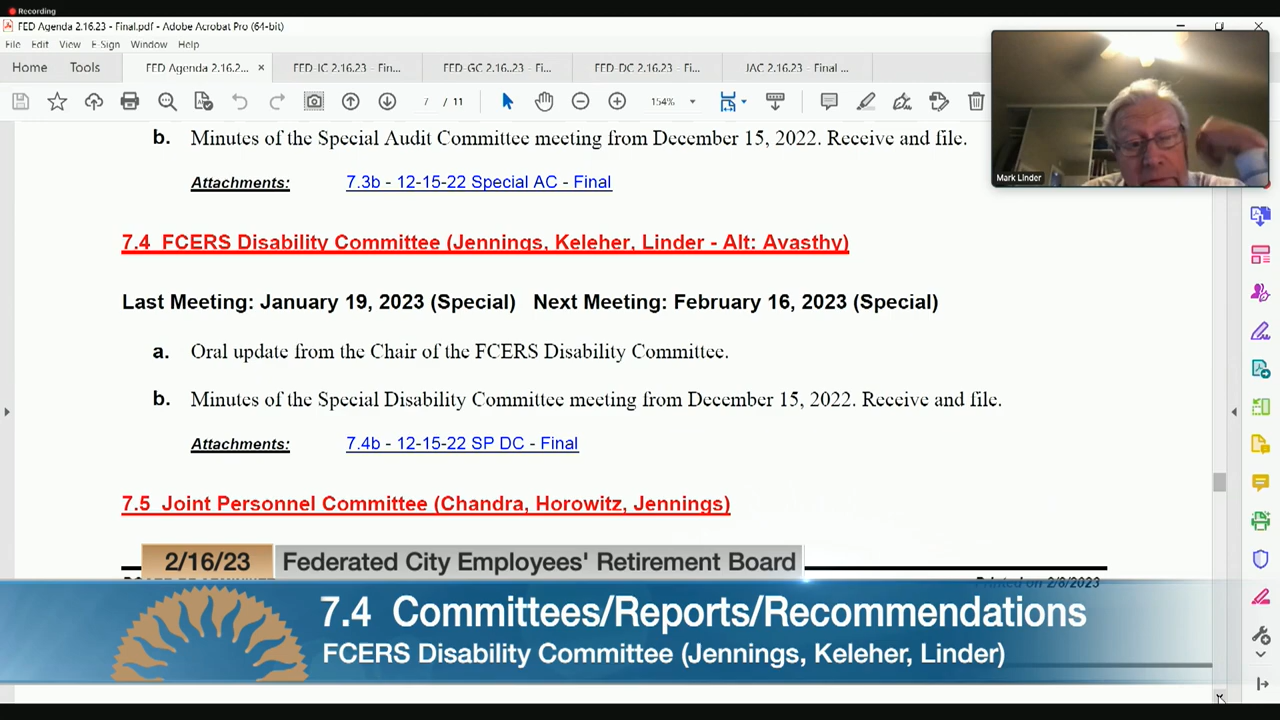 Recording
FED Agenda 2.16.23 - Final.pdf - Adobe Acrobat Pro (64-bit)
File Edit View E-Sign Window Help
Home Tools FED Agenda 2.16.2... × FED-IC 2.16.23 - Fin... FED-GC 2.16..23 - Fi... FED-DC 2.16.23 - Fi... JAC 2.16.23 - Final ...
7 / 11 154%
Mark Linder
b. Minutes of the Special Audit Committee meeting from December 15, 2022. Receive and file.
Attachments: 7.3b - 12-15-22 Special AC - Final
7.4 FCERS Disability Committee (Jennings, Keleher, Linder - Alt: Avasthy)
Last Meeting: January 19, 2023 (Special) Next Meeting: February 16, 2023 (Special)
a. Oral update from the Chair of the FCERS Disability Committee.
b. Minutes of the Special Disability Committee meeting from December 15, 2022. Receive and file.
Attachments: 7.4b - 12-15-22 SP DC - Final
7.5 Joint Personnel Committee (Chandra, Horowitz, Jennings)
2/16/23 Federated City Employees' Retirement Board
Printed on 2/8/2023
7.4 Committees/Reports/Recommendations
FCERS Disability Committee (Jennings, Keleher, Linder)